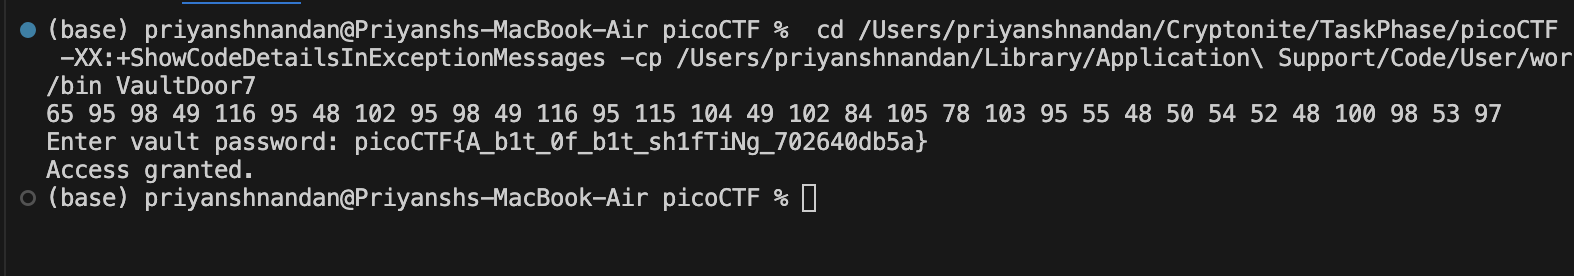 (base) priyanshnandan@Priyanshs-MacBook-Air picoCTF %  cd /Users/priyanshnandan/Cryptonite/TaskPhase/picoCTF
-XX:+ShowCodeDetailsInExceptionMessages -cp /Users/priyanshnandan/Library/Application\ Support/Code/User/wor
/bin VaultDoor7
65 95 98 49 116 95 48 102 95 98 49 116 95 115 104 49 102 84 105 78 103 95 55 48 50 54 52 48 100 98 53 97
Enter vault password: picoCTF{A_b1t_0f_b1t_sh1fTiNg_702640db5a}
Access granted.
(base) priyanshnandan@Priyanshs-MacBook-Air picoCTF %